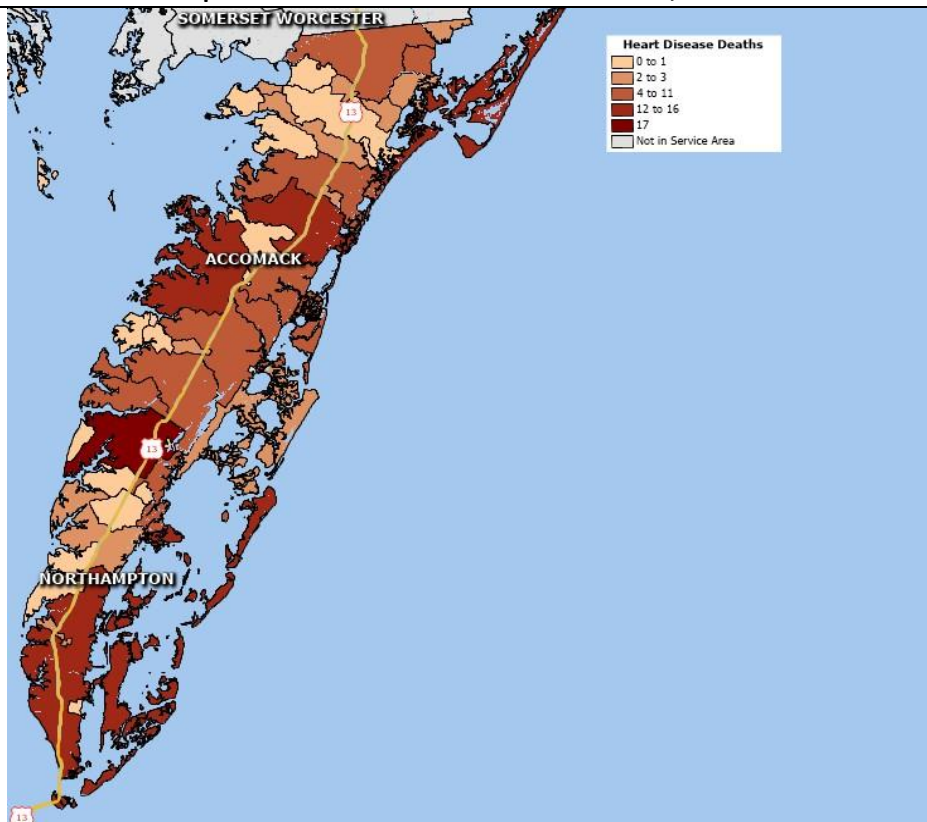 SOMERSET WORCESTER
Heart Disease Deaths
0 to 1
2 to 3
4 to 11
12 to 16
17
Not in Service Area
13
ACCOMACK
13
NORTHAMPTON
13